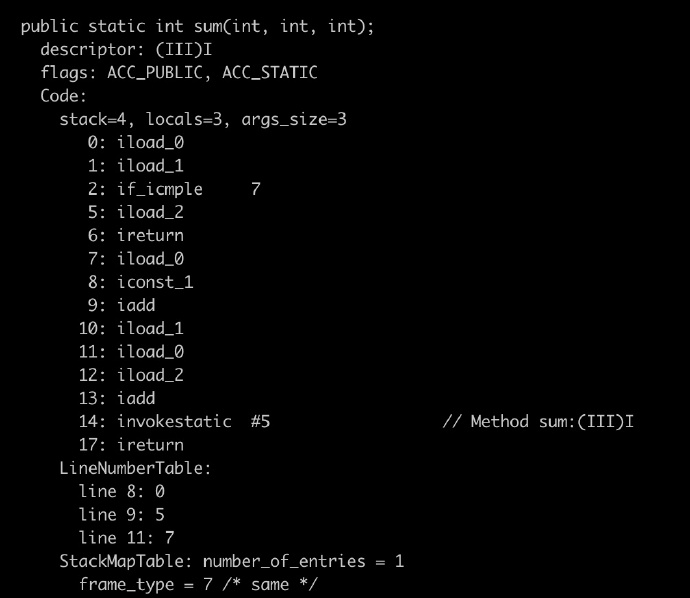 public static int sum(int, int, int);
descriptor: (III)I
flags: ACC_PUBLIC, ACC_STATIC
Code:
stack=4, locals=3, args_size=3
0: iload_0
1: iload_1
2: if_icmple 7
5: iload_2
6: ireturn
7: iload_0
8: iconst_1
9: iadd
10: iload_1
11: iload_0
12: iload_2
13: iadd
14: invokestatic #5 // Method sum:(III)I
17: ireturn
LineNumberTable:
line 8: 0
line 9: 5
line 11: 7
StackMapTable: number_of_entries = 1
frame_type = 7 /* same */